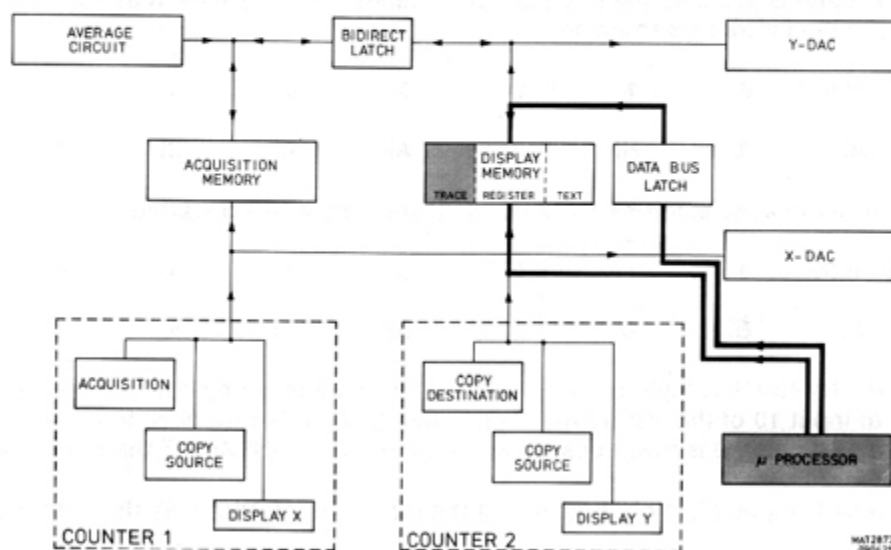 AVERAGE
CIRCUIT
BIDIRECT
LATCH
Y-DAC
ACQUISITION
MEMORY
DISPLAY
MEMORY
TRACE
REGISTER
TEXT
DATA BUS
LATCH
X-DAC
ACQUISITION
COPY
SOURCE
DISPLAY X
COUNTER 1
COPY
DESTINATION
COPY
SOURCE
DISPLAY Y
COUNTER 2
µ PROCESSOR